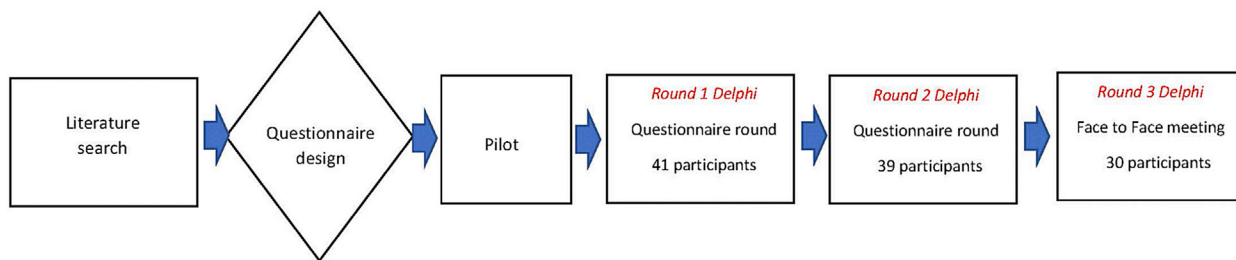 Literature
search
Questionnaire
design
Pilot
Round 1 Delphi
Questionnaire round
41 participants
Round 2 Delphi
Questionnaire round
39 participants
Round 3 Delphi
Face to Face meeting
30 participants